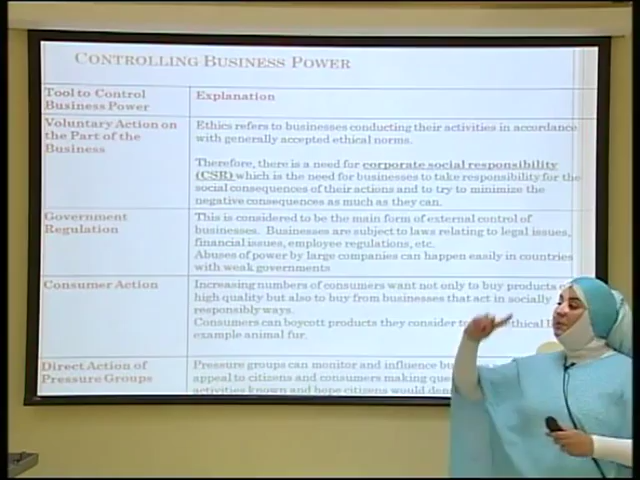 CONTROLLING BUSINESS POWER
Tool to Control
Business Power
Explanation
Voluntary Action on
the Part of the
Business
Ethics refers to businesses conducting their activities in accordance
with generally accepted ethical norms.
Therefore, there is a need for corporate social responsibility
(CSR) which is the need for businesses to take responsibility for the
social consequences of their actions and to try to minimize the
negative consequences as much as they can.
Government
Regulation
This is considered to be the main form of external control of
businesses. Businesses are subject to laws relating to legal issues,
financial issues, employee regulations, etc.
Abuses of power by large companies can happen easily in countries
with weak governments
Consumer Action
Increasing numbers of consumers want not only to buy products
high quality but also to buy from businesses that act in socially
responsibly ways.
Consumers can boycott products they consider
example animal fur.
Direct Action of
Pressure Groups
Pressure groups can monitor and influence
appeal to citizens and consumers making
activities known and hope citizens would